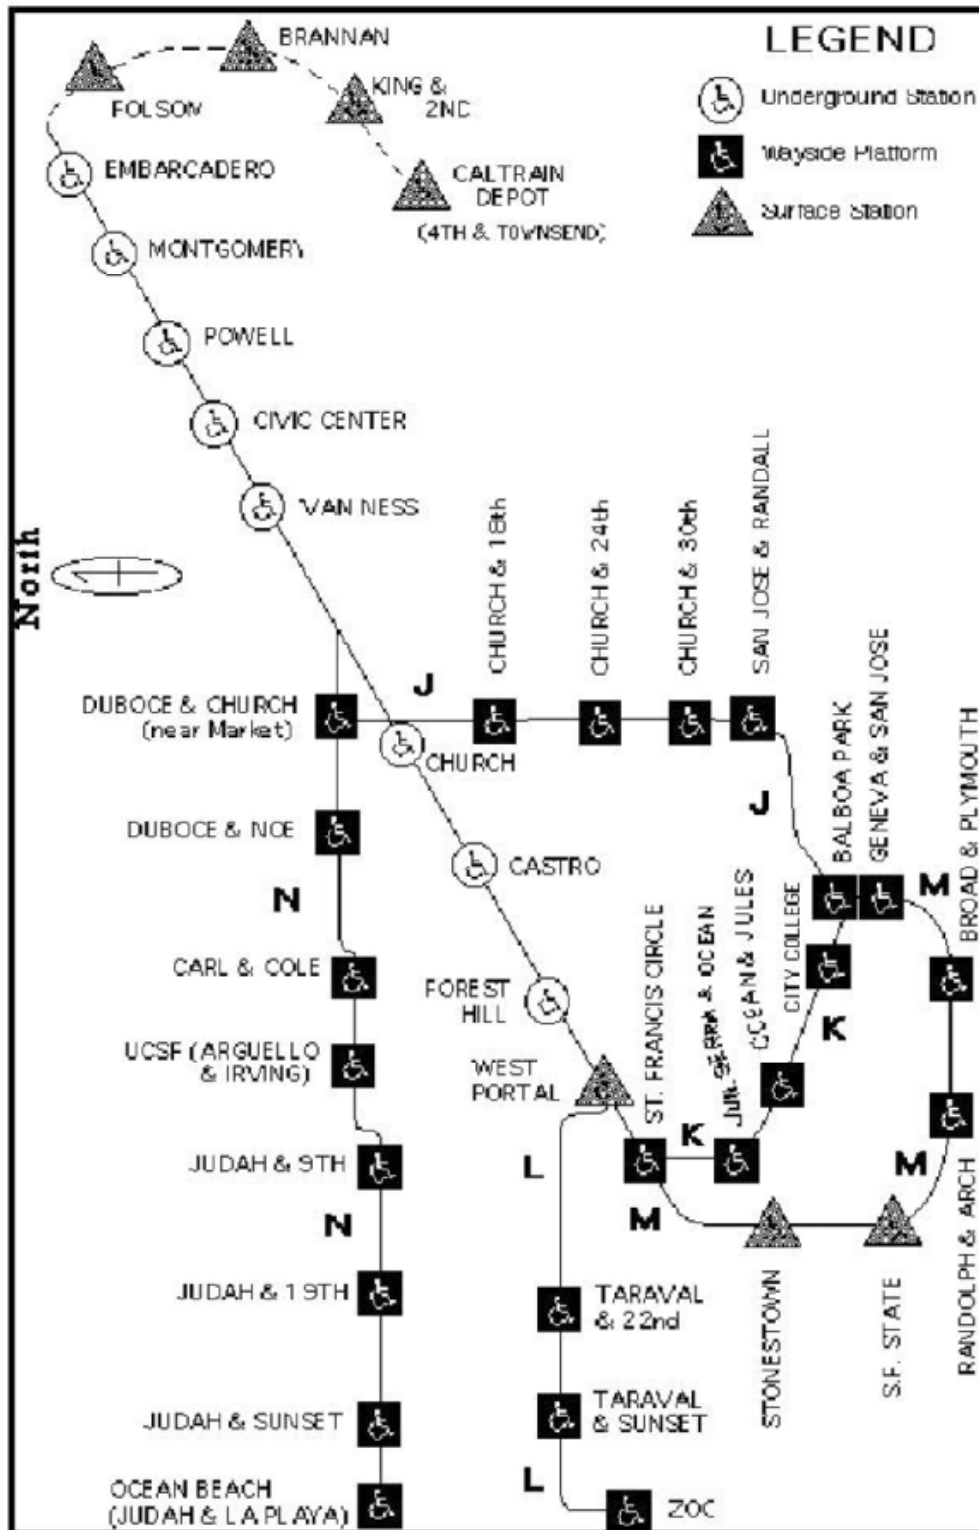 LEGEND
Underground Station
Wayside Platform
Surface Station
BRANNAN
KING &
2ND
FOLSOM
CALTRAIN
DEPOT
(4TH & TOWNSEND)
EMBARCADERO
MONTGOMERY
POWELL
CIVIC CENTER
VAN NESS
North
CHURCH & 18th
CHURCH & 24th
CHURCH & 30th
SAN JOSE & RANDALL
J
DUBOCE & CHURCH
(near Market)
CHURCH
J
BALBOA PARK
GENEVA & SAN JOSE
BROAD & PLYMOUTH
DUBOCE & NOE
CASTRO
M
N
ST. FRANCIS CIRCLE
JUN. SERRA & OCEAN
OCEAN & JULES
CITY COLLEGE
CARL & COLE
FOREST
HILL
K
UCSF (ARGUELLO
& IRVING)
WEST
PORTAL
K
JUDAH & 9TH
L
M
M
N
RANDOLPH & ARCH
STONESTOWN
S.F. STATE
JUDAH & 19TH
TARAVAL
& 22nd
JUDAH & SUNSET
TARAVAL
& SUNSET
L
OCEAN BEACH
(JUDAH & LA PLAYA)
ZOO